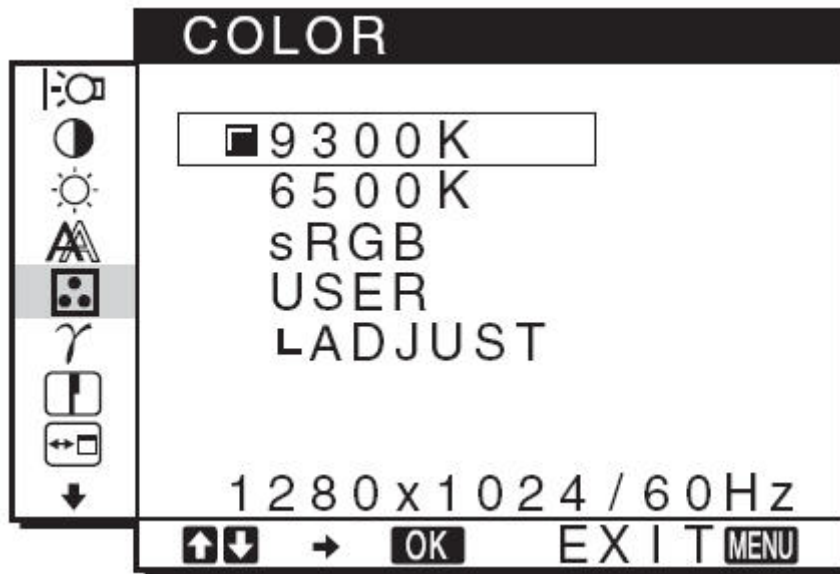 COLOR
9300K
6500K
sRGB
USER
ADJUST
1280x1024/60Hz
OK EXIT MENU